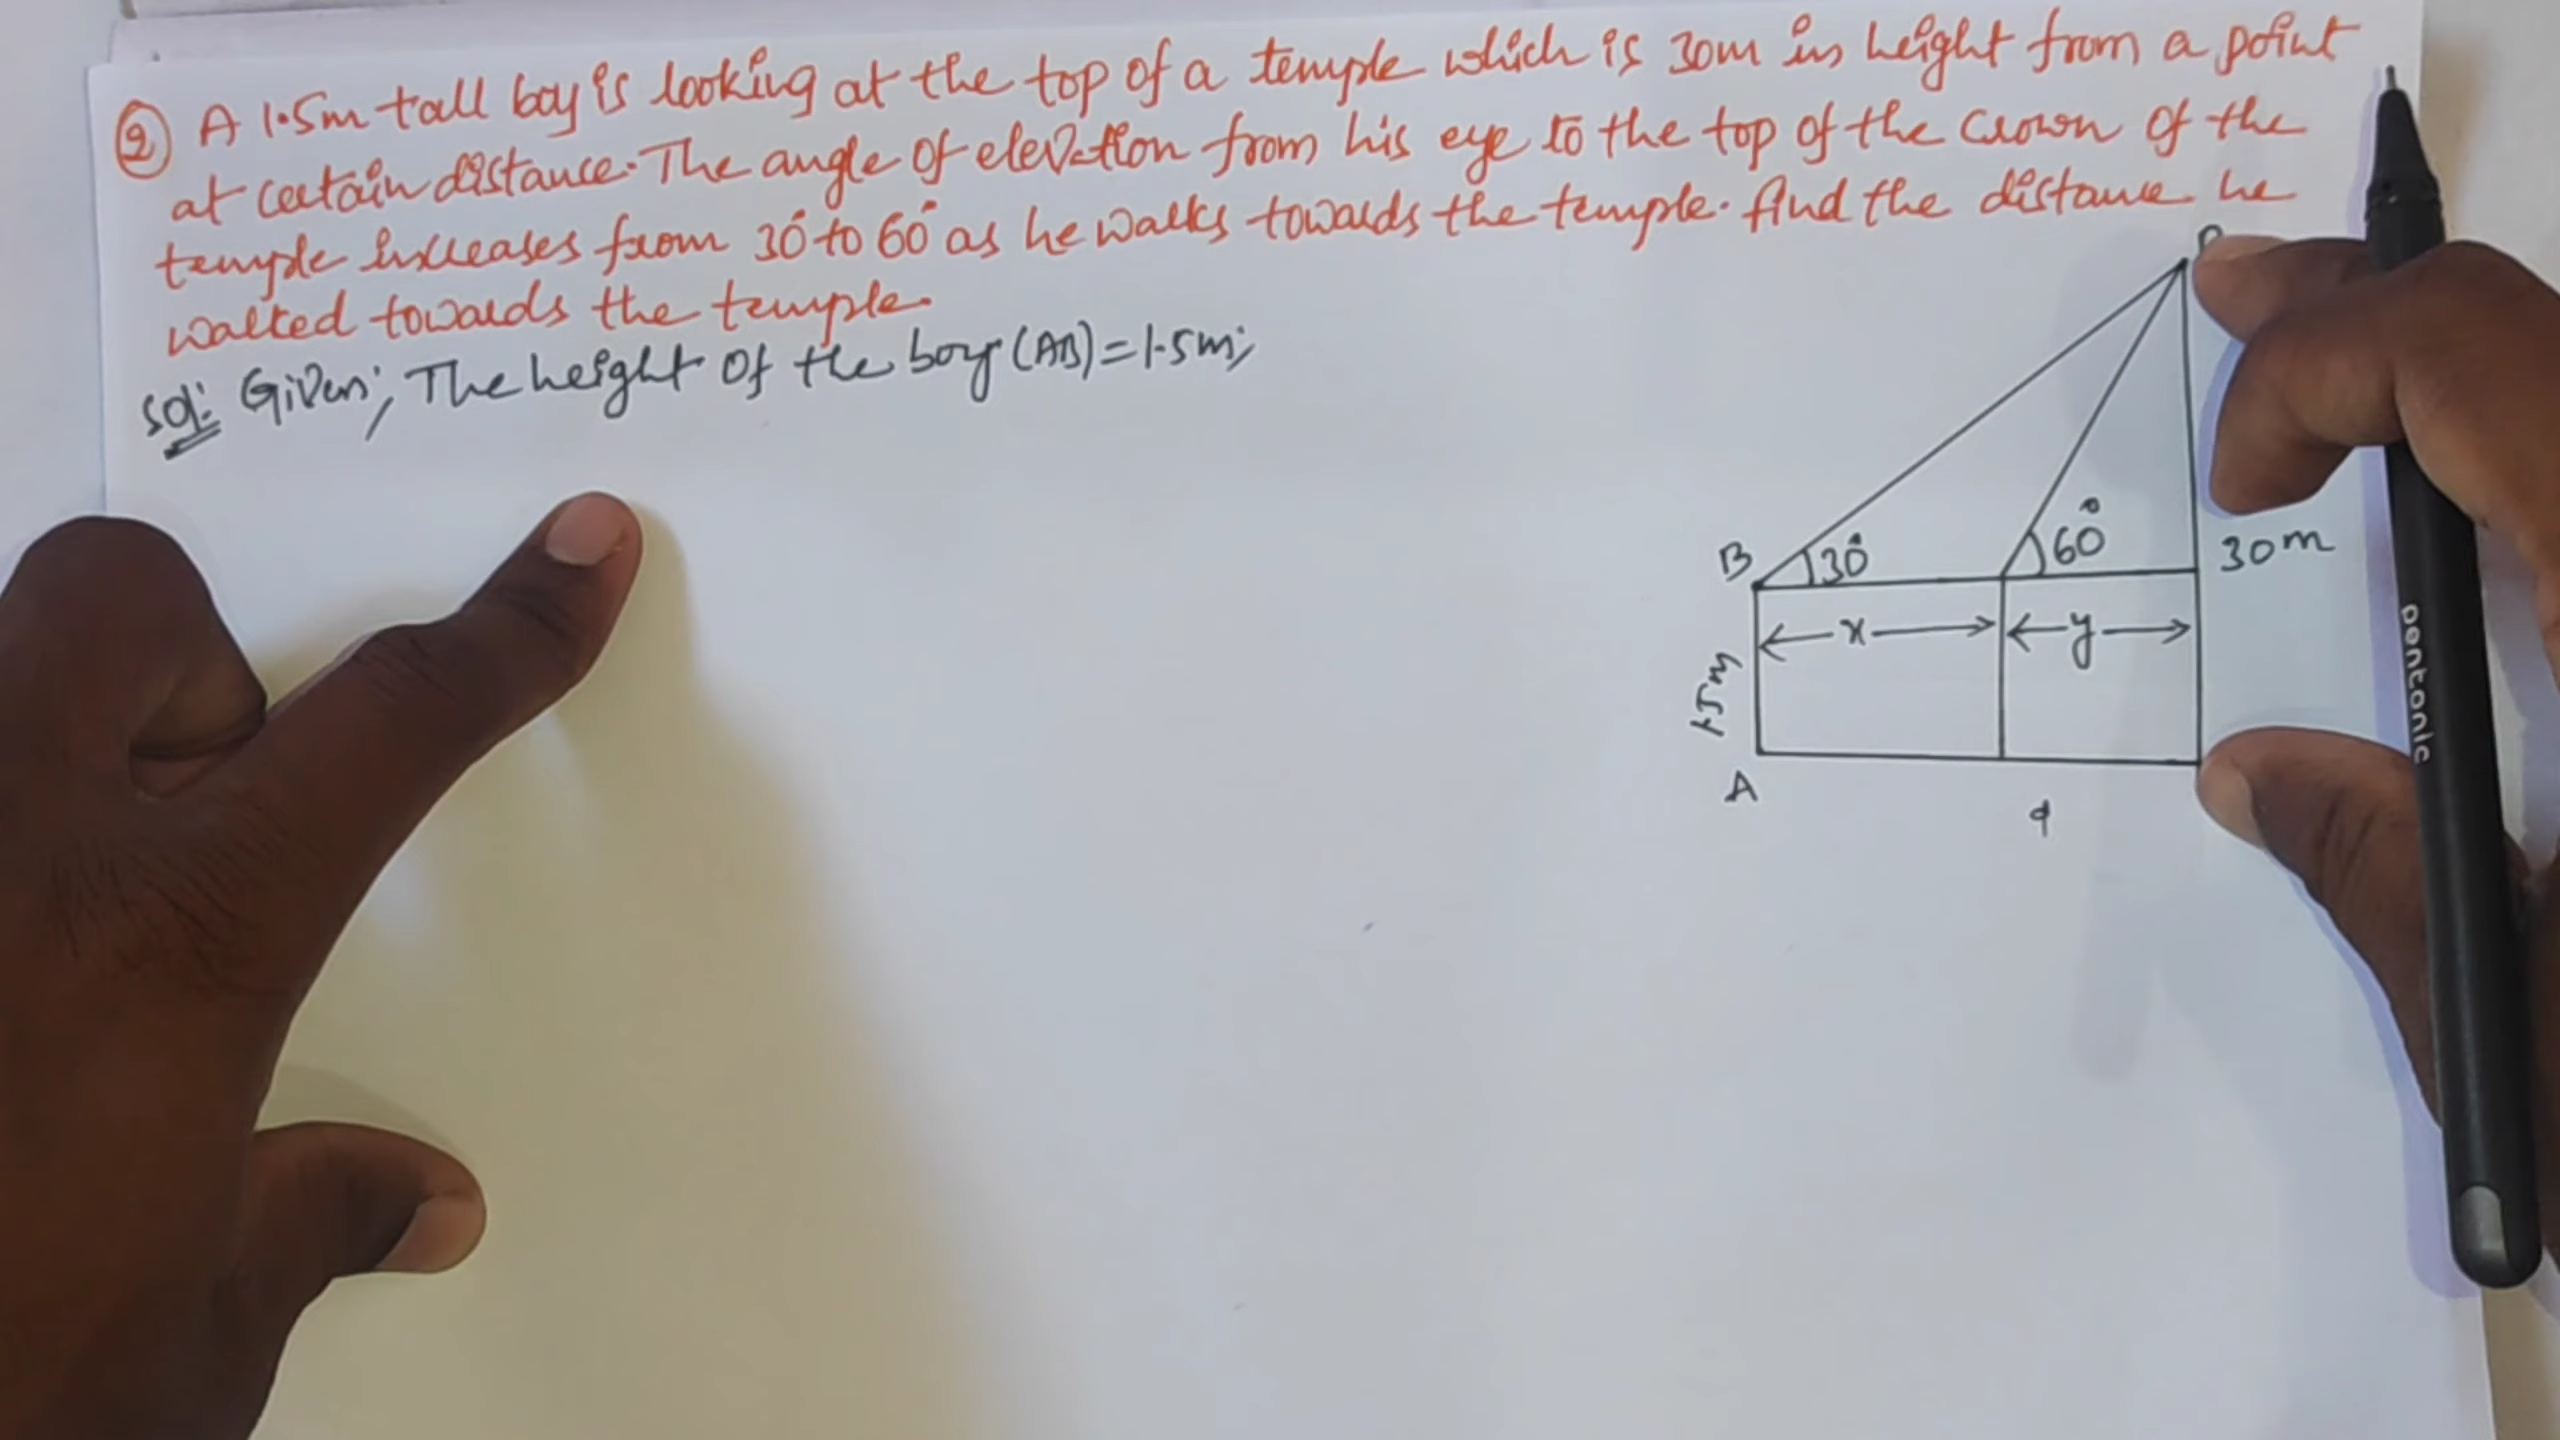 ② A 1.5m tall boy is looking at the top of a temple which is 30m in height from a point
at certain distance. The angle of elevation from his eye to the top of the crown of the
temple increases from 30° to 60° as he walks towards the temple. find the distance he
walked towards the temple.
Sol: Given; The height of the boy (AB) = 1.5m;
B
30°
60°
30m
x
y
1.5m
A
d
pentonic